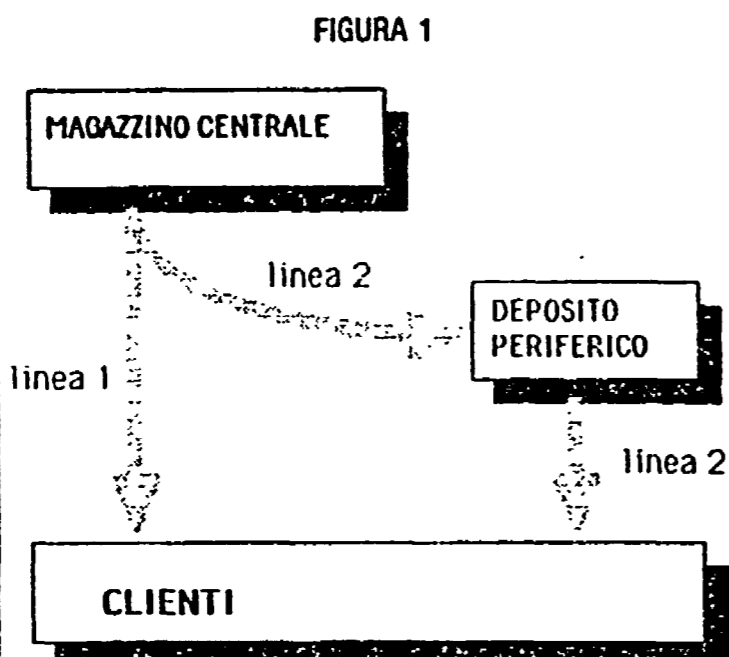 FIGURA 1
MAGAZZINO CENTRALE
linea 2
DEPOSITO
PERIFERICO
linea 1
linea 2
CLIENTI